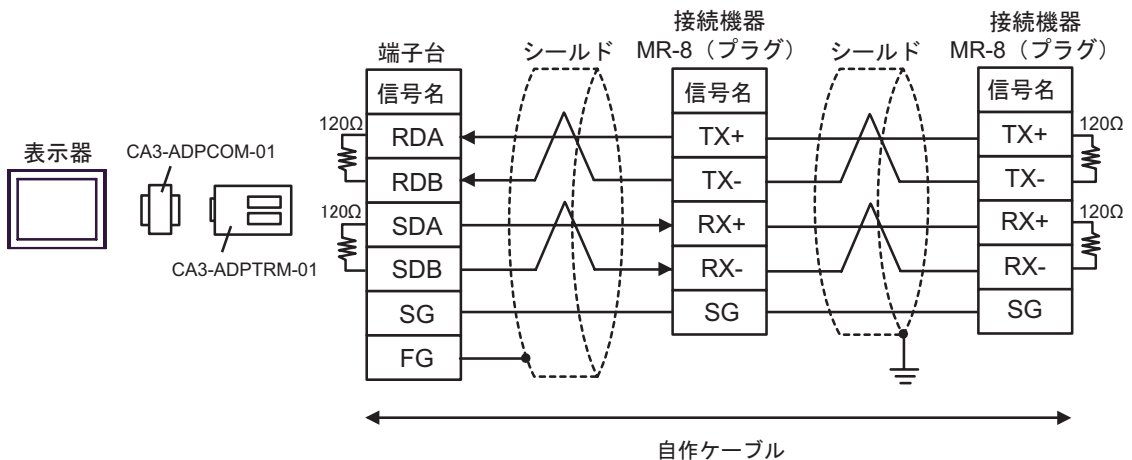 接続機器
MR-8（プラグ）
接続機器
MR-8（プラグ）
端子台
シールド
シールド
信号名
信号名
信号名
120Ω
RDA
TX+
TX+
120Ω
表示器
CA3-ADPCOM-01
RDB
TX-
TX-
120Ω
SDA
RX+
RX+
120Ω
CA3-ADPTRM-01
SDB
RX-
RX-
SG
SG
SG
FG
自作ケーブル